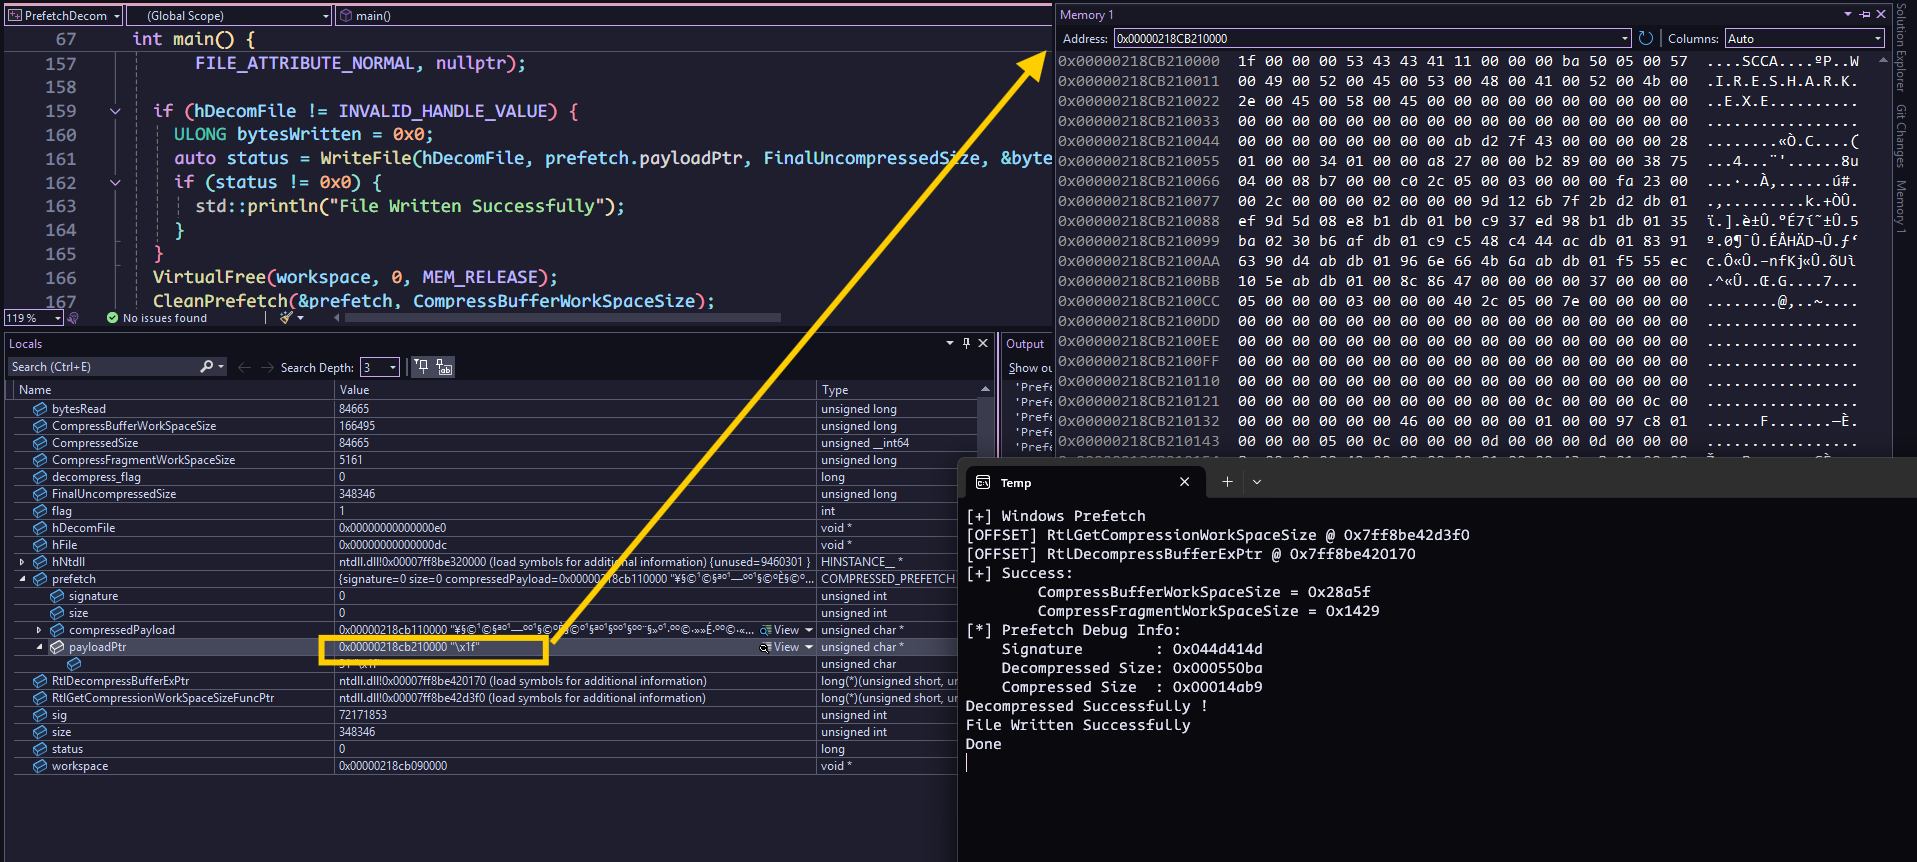 PrefetchDecom
(Global Scope)
main()
67 int main() {
157 FILE_ATTRIBUTE_NORMAL, nullptr);
158
159 if (hDecomFile != INVALID_HANDLE_VALUE) {
160 ULONG bytesWritten = 0x0;
161 auto status = WriteFile(hDecomFile, prefetch.payloadPtr, FinalUncompressedSize, &byte
162 if (status != 0x0) {
163 std::println("File Written Successfully");
164 }
165 }
166 VirtualFree(workspace, 0, MEM_RELEASE);
167 CleanPrefetch(&prefetch, CompressBufferWorkSpaceSize);
119 % No issues found
Memory 1
Address: 0x00000218CB210000 Columns: Auto
0x00000218CB210000 1f 00 00 00 53 43 43 41 11 00 00 00 ba 50 05 00 57 ....SCCA....ºP..W
0x00000218CB210011 00 49 00 52 00 45 00 53 00 48 00 41 00 52 00 4b 00 .I.R.E.S.H.A.R.K.
0x00000218CB210022 2e 00 45 00 58 00 45 00 00 00 00 00 00 00 00 00 00 ..E.X.E..........
0x00000218CB210033 00 00 00 00 00 00 00 00 00 00 00 00 00 00 00 00 00 .................
0x00000218CB210044 00 00 00 00 00 00 00 00 ab d2 7f 43 00 00 00 00 28 ........«Ò.C....(
0x00000218CB210055 01 00 00 34 01 00 00 a8 27 00 00 b2 89 00 00 38 75
0x00000218CB210066 04 00 08 b7 00 00 c0 2c 05 00 03 00 00 00 fa 23 00 ...·..À,......ú#.
0x00000218CB210077 00 2c 00 00 00 02 00 00 00 9d 12 6b 7f 2b d2 db 01 .,.........k.+ÒÛ.
0x00000218CB210088 ef 9d 5d 08 e8 b1 db 01 b0 c9 37 ed 98 b1 db 01 35 ï.].è±Û.°É7í˜±Û.5
0x00000218CB210099 ba 02 30 b6 af db 01 c9 c5 48 c4 44 ac db 01 83 91 º.0¶¯Û.ÉÅHÄD¬Û.ƒ‘
0x00000218CB2100AA 63 90 d4 ab db 01 96 6e 66 4b 6a ab db 01 f5 55 ec c.Ô«Û.–nfKj«Û.õUì
0x00000218CB2100BB 10 5e ab db 01 00 8c 86 47 00 00 00 00 37 00 00 00
0x00000218CB2100CC 05 00 00 00 03 00 00 00 40 2c 05 00 7e 00 00 00 00 ........@,..~....
0x00000218CB2100DD 00 00 00 00 00 00 00 00 00 00 00 00 00 00 00 00 00 .................
0x00000218CB2100EE 00 00 00 00 00 00 00 00 00 00 00 00 00 00 00 00 00 .................
0x00000218CB2100FF 00 00 00 00 00 00 00 00 00 00 00 00 00 00 00 00 00 .................
0x00000218CB210110 00 00 00 00 00 00 00 00 00 00 00 00 00 00 00 00 00 .................
0x00000218CB210121 00 00 00 00 00 00 00 00 00 00 00 0c 00 00 00 0c 00 .................
0x00000218CB210132 00 00 00 00 00 00 46 00 00 00 00 00 01 00 00 97 c8 01 ......F.......—È.
0x00000218CB210143 00 00 00 05 00 0c 00 00 00 0d 00 00 00 0d 00 00 00 .................
Solution Explorer
Git Changes
Memory 1
Locals
Search (Ctrl+E) Search Depth: 3
Name Value Type
bytesRead 84665 unsigned long
CompressBufferWorkSpaceSize 166495 unsigned long
CompressedSize 84665 unsigned __int64
CompressFragmentWorkSpaceSize 5161 unsigned long
decompress_flag 0 long
FinalUncompressedSize 348346 unsigned long
flag 1 int
hDecomFile 0x00000000000000e0 void *
hFile 0x00000000000000dc void *
hNtdll ntdll.dll!0x00007ff8be320000 (load symbols for additional information) {unused=9460301 } HINSTANCE__ *
prefetch {signature=0 size=0 compressedPayload=0x00000218cb110000 COMPRESSED_PREFETCH
signature 0 unsigned int
size 0 unsigned int
compressedPayload 0x00000218cb110000 View unsigned char *
payloadPtr 0x00000218cb210000 "\x1f" View unsigned char *
unsigned char
RtlDecompressBufferExPtr ntdll.dll!0x00007ff8be420170 (load symbols for additional information) long(*)(unsigned short, u
RtlGetCompressionWorkSpaceSizeFuncPtr ntdll.dll!0x00007ff8be42d3f0 (load symbols for additional information) long(*)(unsigned short, u
sig 72171853 unsigned int
size 348346 unsigned int
status 0 long
workspace 0x00000218cb090000 void *
Output
Show ou
'Prefe
'Prefe
'Prefe
'Prefe
'Prefe
Temp
[+] Windows Prefetch
[OFFSET] RtlGetCompressionWorkSpaceSize @ 0x7ff8be42d3f0
[OFFSET] RtlDecompressBufferExPtr @ 0x7ff8be420170
[+] Success:
CompressBufferWorkSpaceSize = 0x28a5f
CompressFragmentWorkSpaceSize = 0x1429
[*] Prefetch Debug Info:
Signature : 0x044d414d
Decompressed Size: 0x000550ba
Compressed Size : 0x00014ab9
Decompressed Successfully !
File Written Successfully
Done